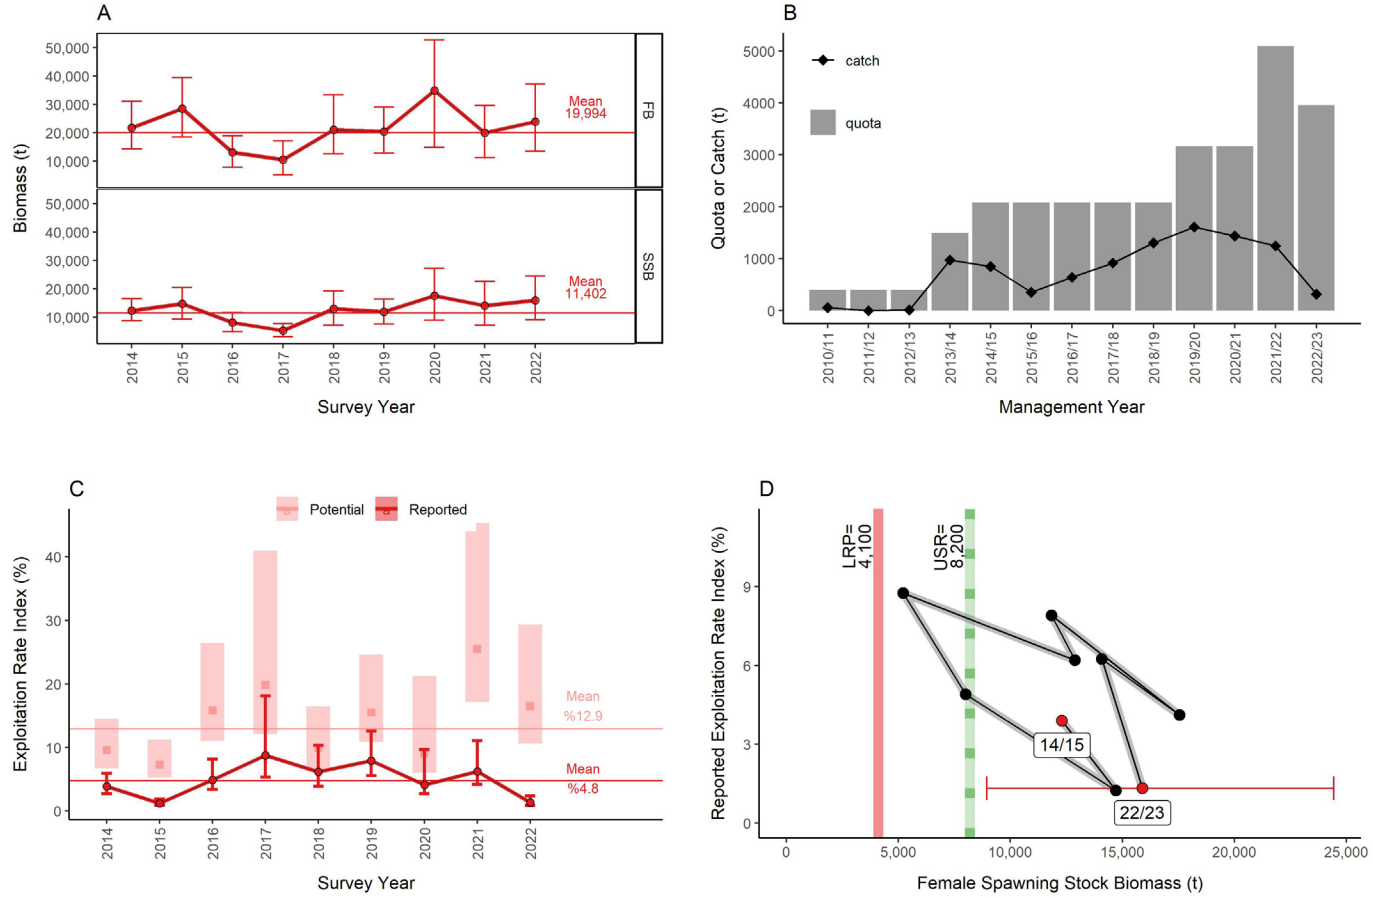 A
Biomass (t)
50,000
40,000
30,000
20,000
10,000
Mean
19,994
FB
50,000
40,000
30,000
20,000
10,000
Mean
11,402
SSB
2014
2015
2016
2017
2018
2019
2020
2021
2022
Survey Year
B
Quota or Catch (t)
5000
4000
3000
2000
1000
0
catch
quota
2010/11
2011/12
2012/13
2013/14
2014/15
2015/16
2016/17
2017/18
2018/19
2019/20
2020/21
2021/22
2022/23
Management Year
C
Exploitation Rate Index (%)
40
30
20
10
0
a
Potential
a
Reported
Mean
%12.9
Mean
%4.8
2014
2015
2016
2017
2018
2019
2020
2021
2022
Survey Year
D
Reported Exploitation Rate Index (%)
9
6
3
0
LRP=
4,100
USR=
8,200
14/15
22/23
0
5,000
10,000
15,000
20,000
25,000
Female Spawning Stock Biomass (t)